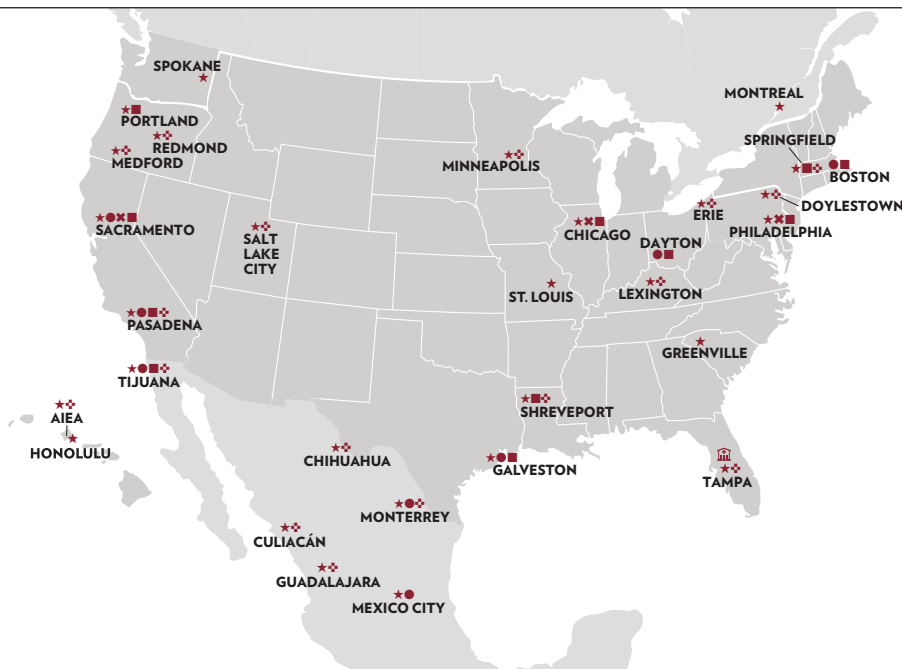 SPOKANE
MONTREAL
PORTLAND
SPRINGFIELD
REDMOND
MEDFORD
MINNEAPOLIS
BOSTON
DOYLESTOWN
ERIE
SACRAMENTO
SALT
LAKE
CITY
CHICAGO
PHILADELPHIA
DAYTON
ST. LOUIS
LEXINGTON
PASADENA
GREENVILLE
TIJUANA
SHREVEPORT
AIEA
HONOLULU
CHIHUAHUA
GALVESTON
TAMPA
MONTERREY
CULIACÁN
GUADALAJARA
MEXICO CITY